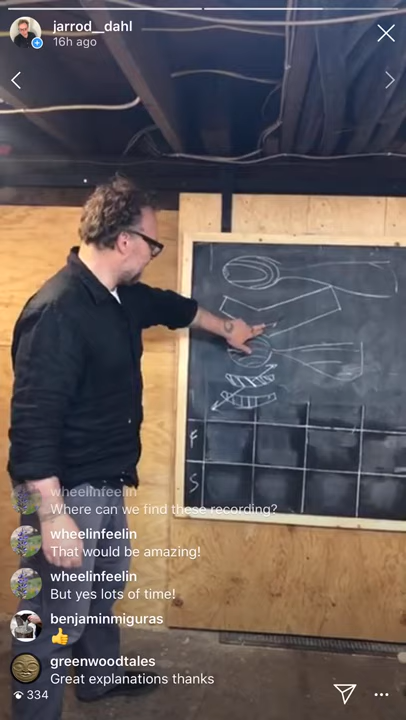 jarrod__dahl
16h ago
F
S
wheelinfeelin
Where can we find these recording?
wheelinfeelin
That would be amazing!
wheelinfeelin
But yes lots of time!
benjaminmiguras
👍
greenwoodtales
Great explanations thanks
334